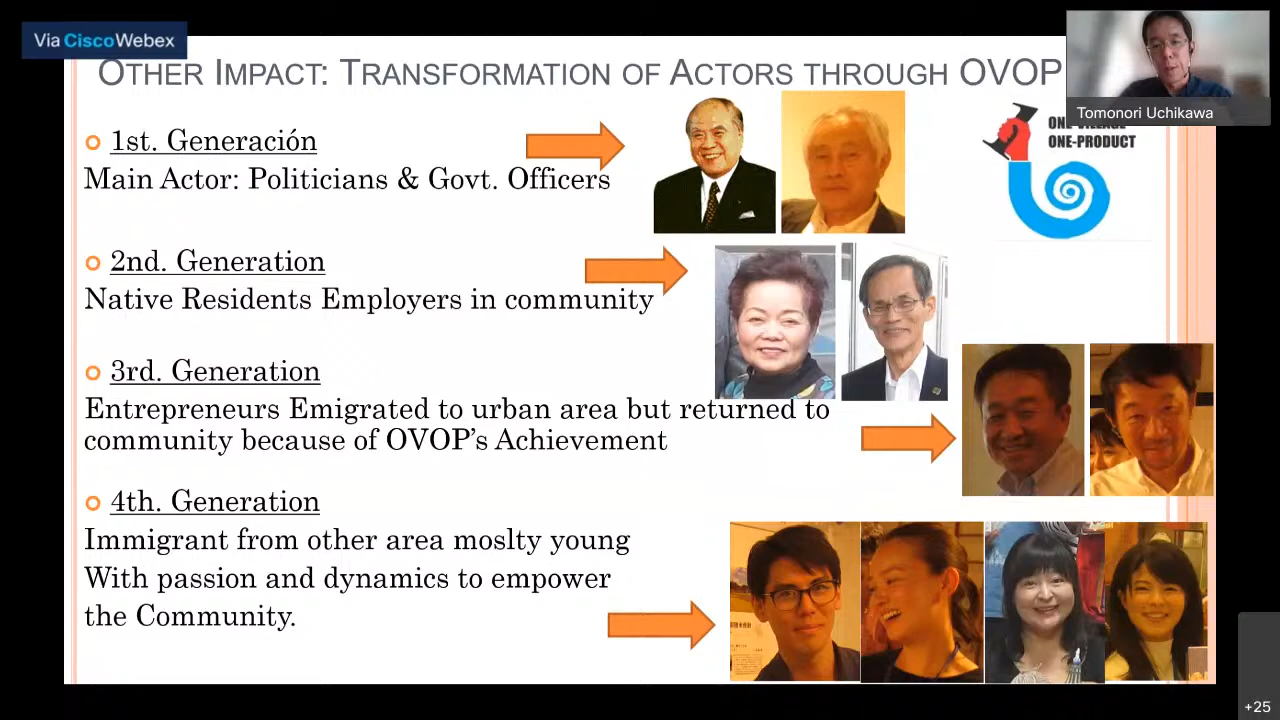 Via CiscoWebex
OTHER IMPACT: TRANSFORMATION OF ACTORS THROUGH OVOP
Tomonori Uchikawa
ONE-VILLAGE
ONE-PRODUCT
1st. Generación
Main Actor: Politicians & Govt. Officers
2nd. Generation
Native Residents Employers in community
3rd. Generation
Entrepreneurs Emigrated to urban area but returned to
community because of OVOP's Achievement
4th. Generation
Immigrant from other area moslty young
With passion and dynamics to empower
the Community.
+25